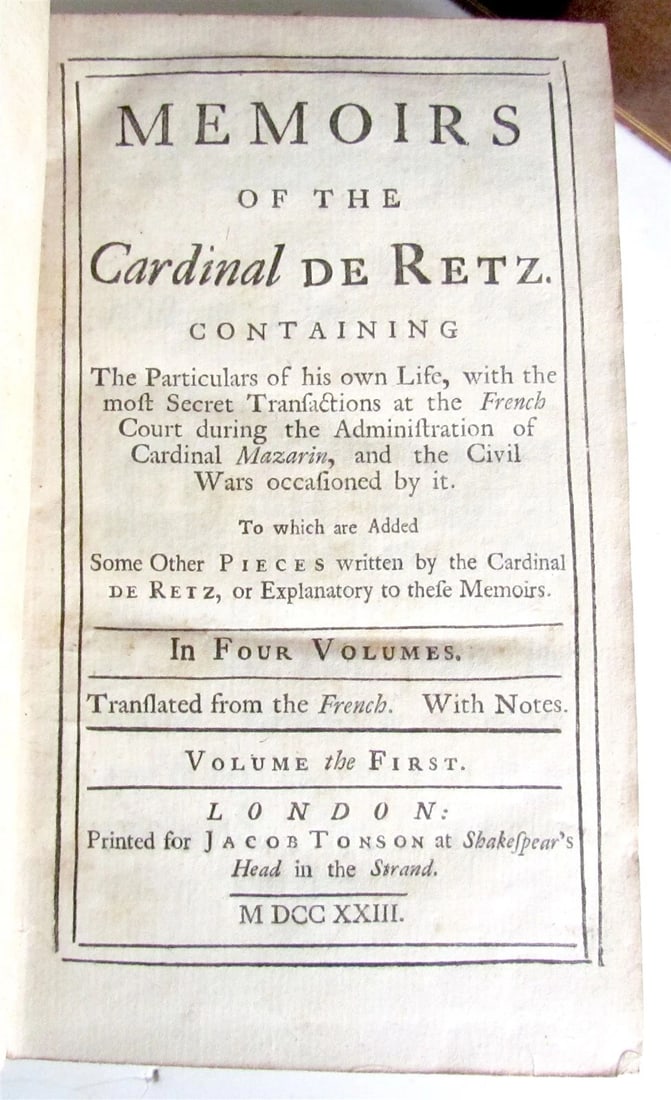 MEMOIRS
OF THE
Cardinal DE RETZ.
CONTAINING
The Particulars of his own Life, with the
moſt Secret Tranſactions at the French
Court during the Adminiſtration of
Cardinal Mazarin, and the Civil
Wars occaſioned by it.
To which are Added
Some Other PIECES written by the Cardinal
DE RETZ, or Explanatory to theſe Memoirs.
In FOUR VOLUMES.
Tranſlated from the French. With Notes.
VOLUME the FIRST.
LONDON:
Printed for JACOB TONSON at Shakeſpear's
Head in the Strand.
M DCC XXIII.